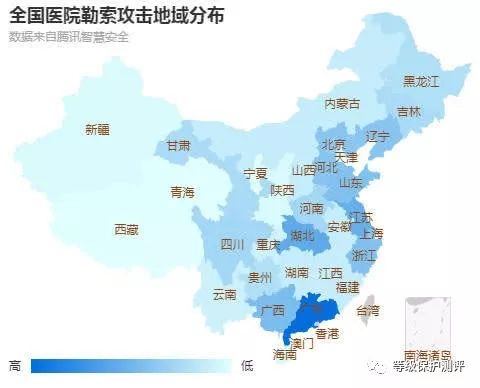 全国医院勒索攻击地域分布
数据来自腾讯智慧安全
黑龙江
内蒙古
吉林
新疆
辽宁
北京
甘肃
天津
宁夏
山西
河北
青海
陕西
山东
河南
西藏
江苏
安徽
四川
重庆
湖北
上海
浙江
贵州
湖南
江西
云南
福建
广西
广东
台湾
香港
澳门
海南
南海诸岛
高
低
等级保护测评